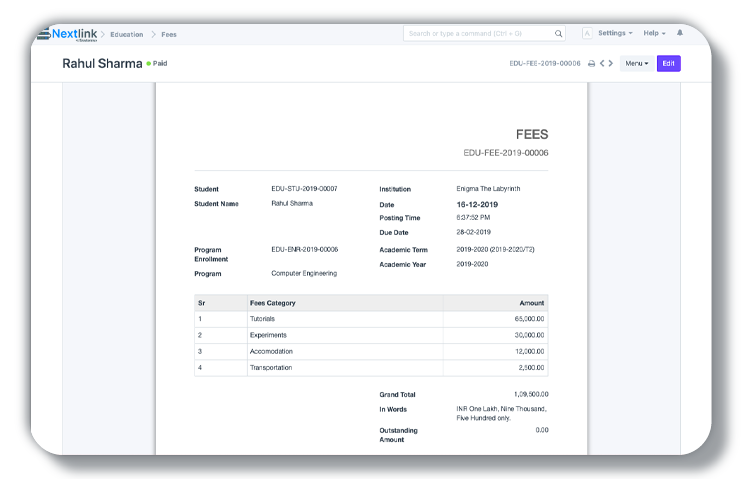 Nextlink > Education > Fees
Search or type a command (Ctrl + G)
A Settings Help
Rahul Sharma Paid
EDU-FEE-2019-00006 Menu Edit
FEES
EDU-FEE-2019-00006
Student EDU-STU-2019-00007 Institution Enigma The Labyrinth
Student Name Rahul Sharma Date 16-12-2019
Posting Time 6:37:52 PM
Due Date 28-02-2019
Program Enrollment EDU-ENR-2019-00006 Academic Term 2019-2020 (2019-2020/T2)
Academic Year 2019-2020
Program Computer Engineering
Sr Fees Category Amount
1 Tutorials 65,000.00
2 Experiments 30,000.00
3 Accomodation 12,000.00
4 Transportation 2,500.00
Grand Total 1,09,500.00
In Words INR One Lakh, Nine Thousand,
Five Hundred only.
Outstanding Amount 0.00